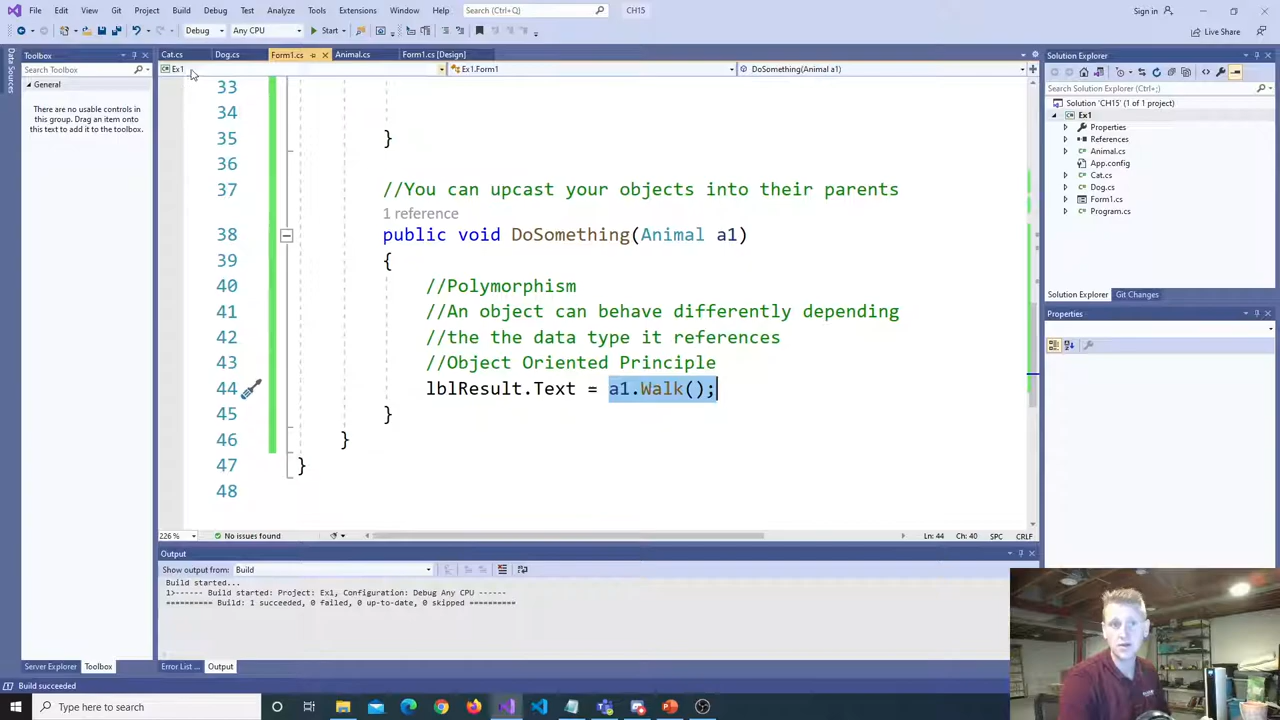 File Edit View Git Project Build Debug Test Analyze Tools Extensions Window Help Search (Ctrl+Q) CH15 Sign in
Debug Any CPU Start Live Share
Data Sources
Toolbox
Search Toolbox
General
There are no usable controls in
this group. Drag an item onto
this text to add it to the toolbox.
Cat.cs Dog.cs Form1.cs Animal.cs Form1.cs [Design]
Ex1 Ex1.Form1 DoSomething(Animal a1)
33
34
35 }
36
37 //You can upcast your objects into their parents
1 reference
38 public void DoSomething(Animal a1)
39 {
40 //Polymorphism
41 //An object can behave differently depending
42 //the the data type it references
43 //Object Oriented Principle
44 lblResult.Text = a1.Walk();
45 }
46 }
47 }
48
226 % No issues found Ln: 44 Ch: 40 SPC CRLF
Output
Show output from: Build
Build started...
1>------ Build started: Project: Ex1, Configuration: Debug Any CPU ------
========== Build: 1 succeeded, 0 failed, 0 up-to-date, 0 skipped ==========
Server Explorer Toolbox Error List ... Output
Solution Explorer
Search Solution Explorer (Ctrl+;)
Solution 'CH15' (1 of 1 project)
Ex1
Properties
References
Animal.cs
App.config
Cat.cs
Dog.cs
Form1.cs
Program.cs
Solution Explorer Git Changes
Properties
Build succeeded
Type here to search